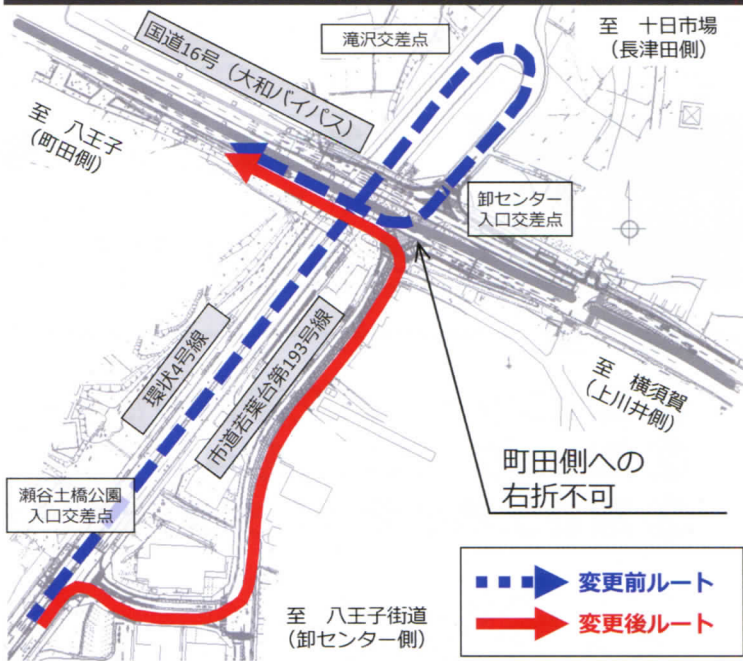 国道16号（大和バイパス）
滝沢交差点
至　十日市場
（長津田側）
至　八王子
（町田側）
卸センター
入口交差点
環状4号線
市道若葉台第193号線
至　横須賀
（上川井側）
町田側への
右折不可
瀬谷土橋公園
入口交差点
至　八王子街道
（卸センター側）
変更前ルート
変更後ルート